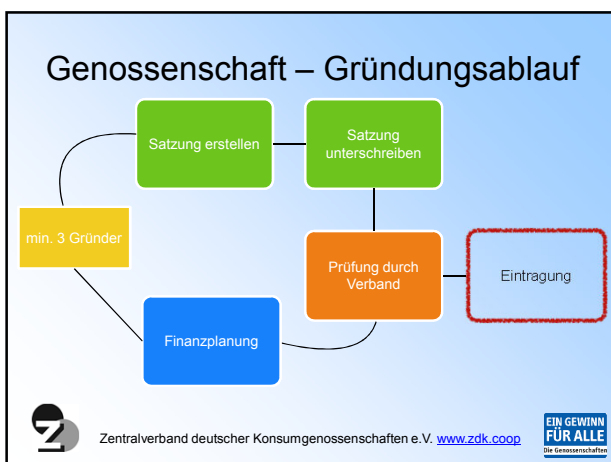 Genossenschaft – Gründungsablauf
Satzung erstellen
Satzung
unterschreiben
min. 3 Gründer
Prüfung durch
Verband
Eintragung
Finanzplanung
Zentralverband deutscher Konsumgenossenschaften e.V. www.zdk.coop
EIN GEWINN
FÜR ALLE
Die Genossenschaften